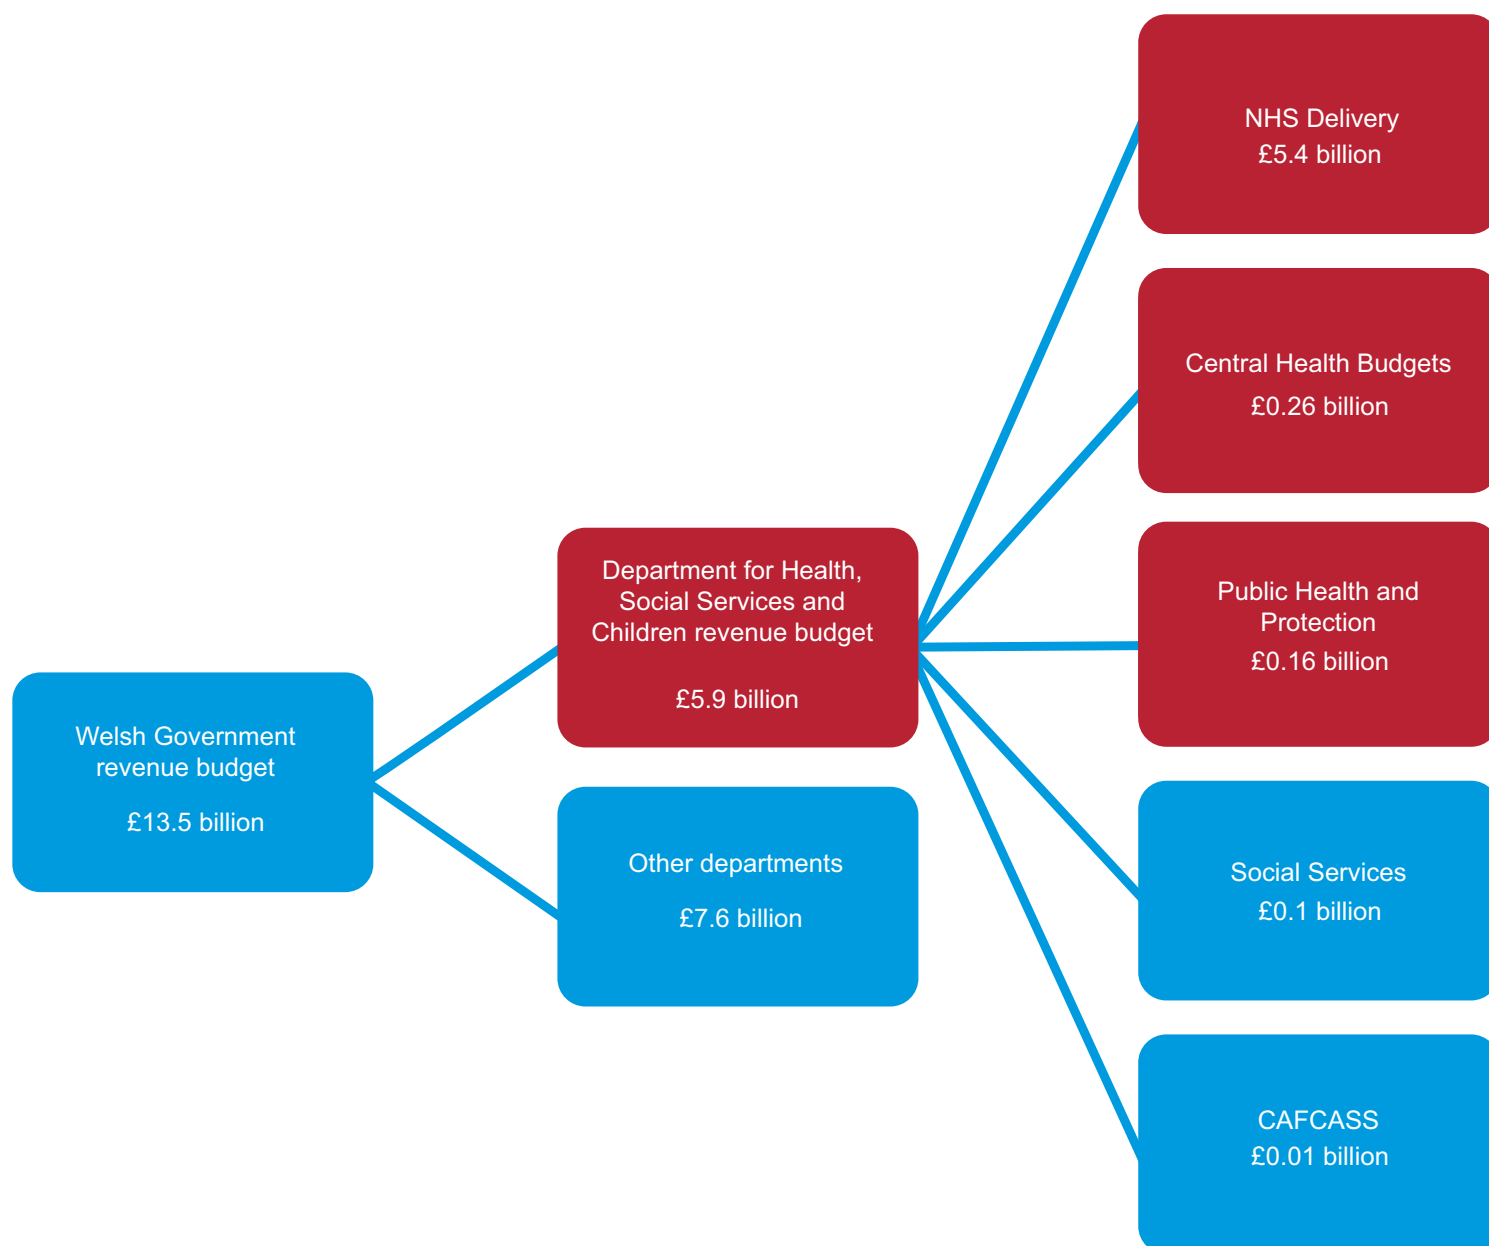 NHS Delivery
£5.4 billion
Central Health Budgets
£0.26 billion
Department for Health,
Social Services and
Children revenue budget
£5.9 billion
Public Health and
Protection
£0.16 billion
Welsh Government
revenue budget
£13.5 billion
Other departments
£7.6 billion
Social Services
£0.1 billion
CAFCASS
£0.01 billion